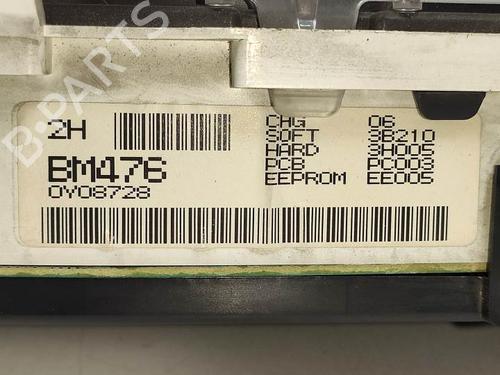 2H
BM476
0Y08728
CHG 06
SOFT 3B210
HARD 3H005
PCB PC003
EEPROM EE005
B-PARTS